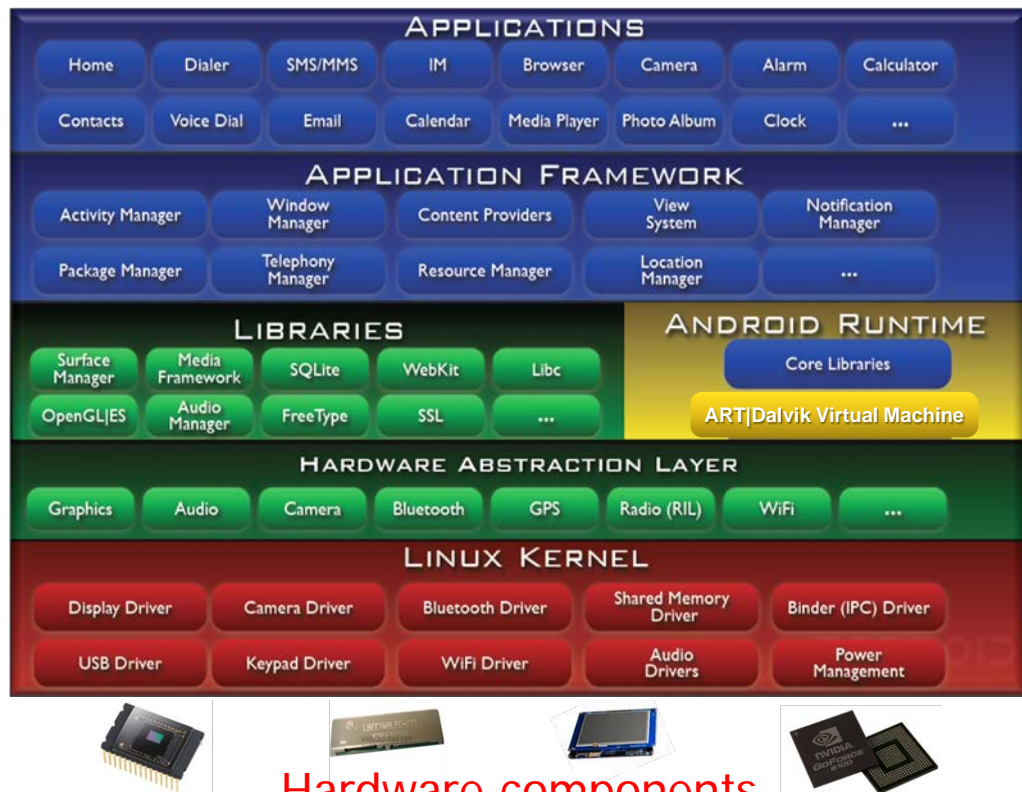 APPLICATIONS
Home Dialer SMS/MMS IM Browser Camera Alarm Calculator
Contacts Voice Dial Email Calendar Media Player Photo Album Clock ...
APPLICATION FRAMEWORK
Activity Manager Window Manager Content Providers View System Notification Manager
Package Manager Telephony Manager Resource Manager Location Manager ...
LIBRARIES
Surface Manager Media Framework SQLite WebKit Libc
OpenGL|ES Audio Manager FreeType SSL ...
ANDROID RUNTIME
Core Libraries
ART|Dalvik Virtual Machine
HARDWARE ABSTRACTION LAYER
Graphics Audio Camera Bluetooth GPS Radio (RIL) WiFi ...
LINUX KERNEL
Display Driver Camera Driver Bluetooth Driver Shared Memory Driver Binder (IPC) Driver
USB Driver Keypad Driver WiFi Driver Audio Drivers Power Management
NVIDIA
GOFORCE
Hardware components